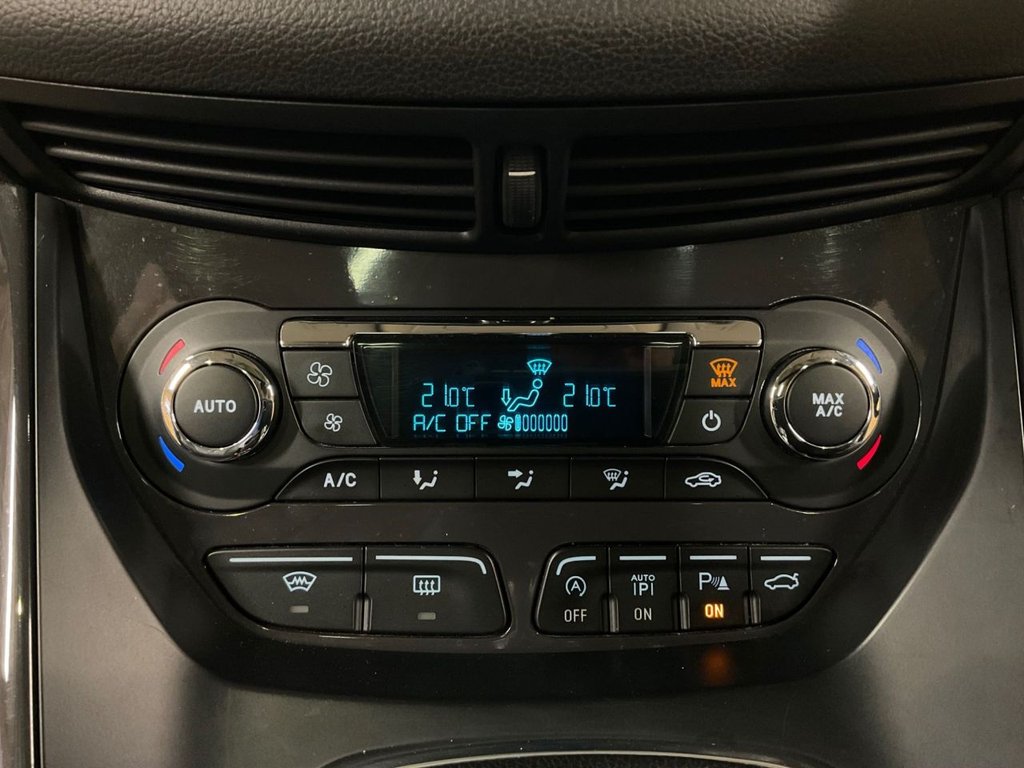 MAX
21.0°C 21.0°C
A/C OFF
AUTO
MAX
A/C
A/C
AUTO
P
P
OFF
ON
ON